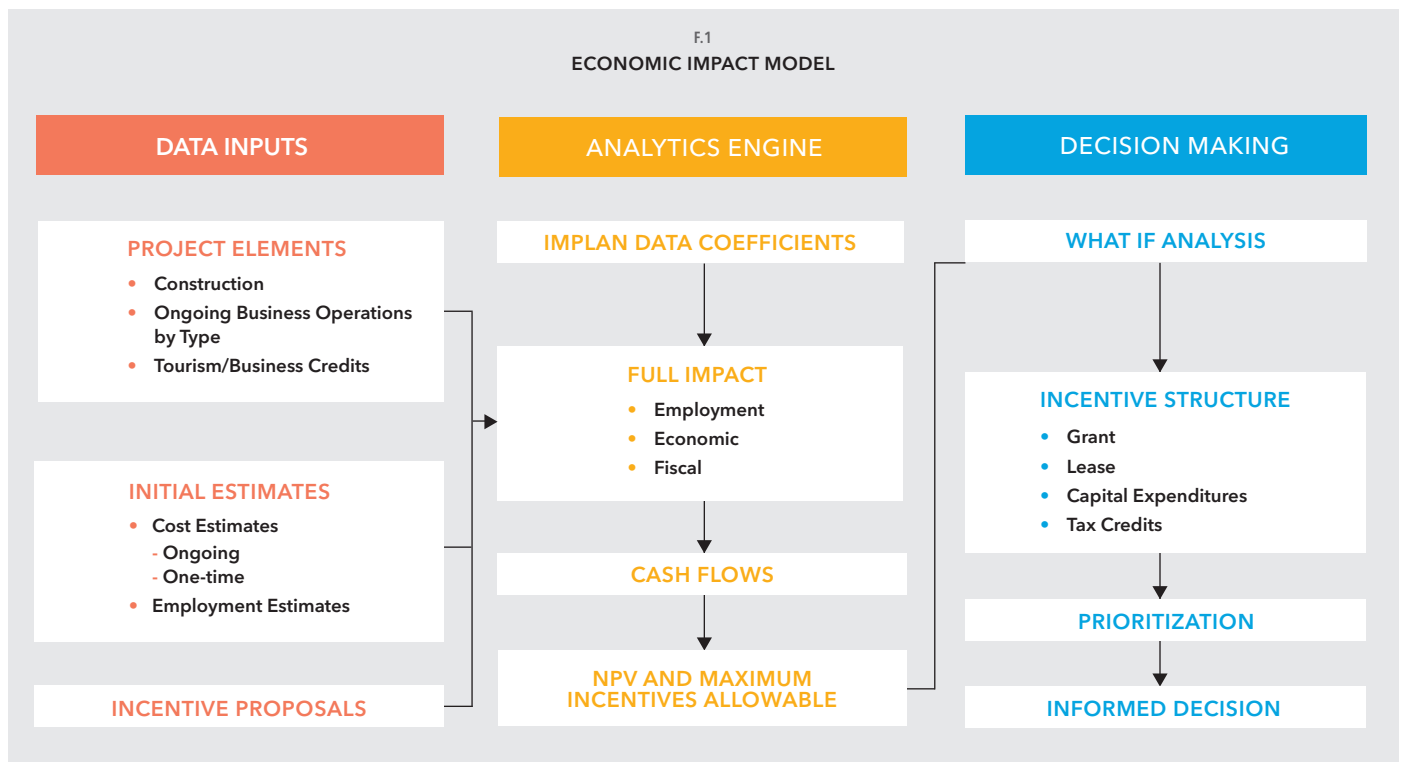 F.1
ECONOMIC IMPACT MODEL
DATA INPUTS
PROJECT ELEMENTS
• Construction
• Ongoing Business Operations
by Type
• Tourism/Business Credits
INITIAL ESTIMATES
• Cost Estimates
- Ongoing
- One-time
• Employment Estimates
INCENTIVE PROPOSALS
ANALYTICS ENGINE
IMPLAN DATA COEFFICIENTS
FULL IMPACT
• Employment
• Economic
• Fiscal
CASH FLOWS
NPV AND MAXIMUM
INCENTIVES ALLOWABLE
DECISION MAKING
WHAT IF ANALYSIS
INCENTIVE STRUCTURE
• Grant
• Lease
• Capital Expenditures
• Tax Credits
PRIORITIZATION
INFORMED DECISION